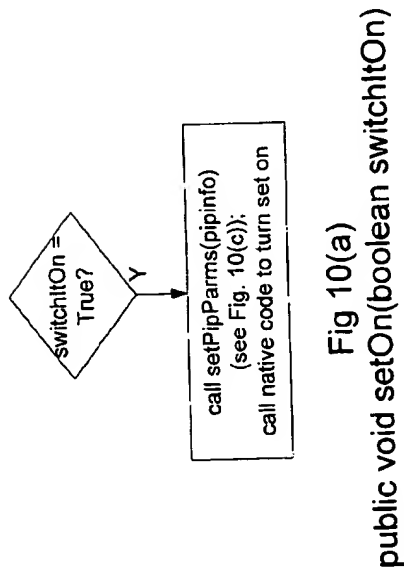 switchItOn =
True?
Y
call setPipParms(pipinfo)
(see Fig. 10(c));
call native code to turn set on
Fig 10(a)
public void setOn(boolean switchItOn)